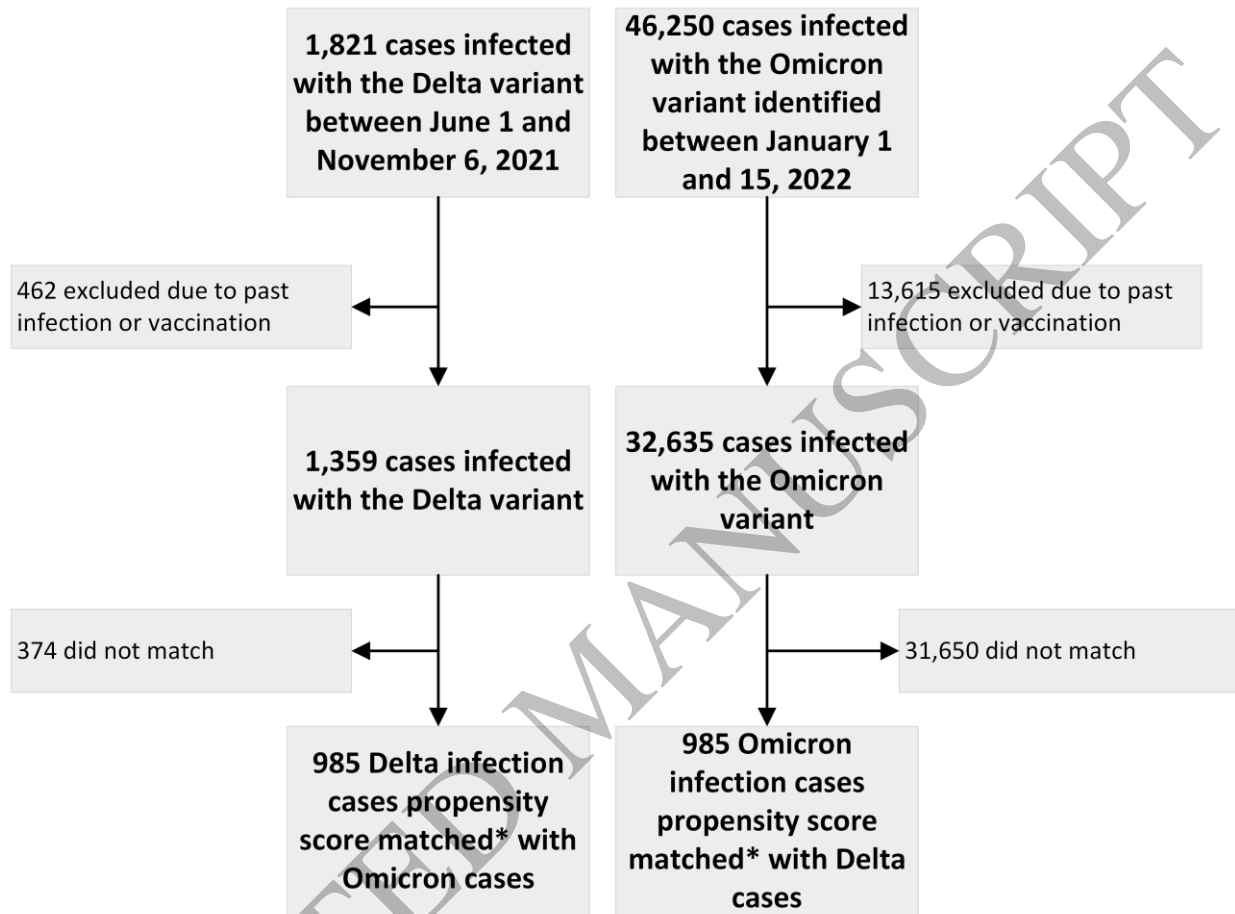 1,821 cases infected
with the Delta variant
between June 1 and
November 6, 2021
46,250 cases infected
with the Omicron
variant identified
between January 1
and 15, 2022
462 excluded due to past
infection or vaccination
13,615 excluded due to past
infection or vaccination
1,359 cases infected
with the Delta variant
32,635 cases infected
with the Omicron
variant
374 did not match
31,650 did not match
985 Delta infection
cases propensity
score matched* with
Omicron cases
985 Omicron
infection cases
propensity score
matched* with Delta
cases
TED MANUSCRIPT